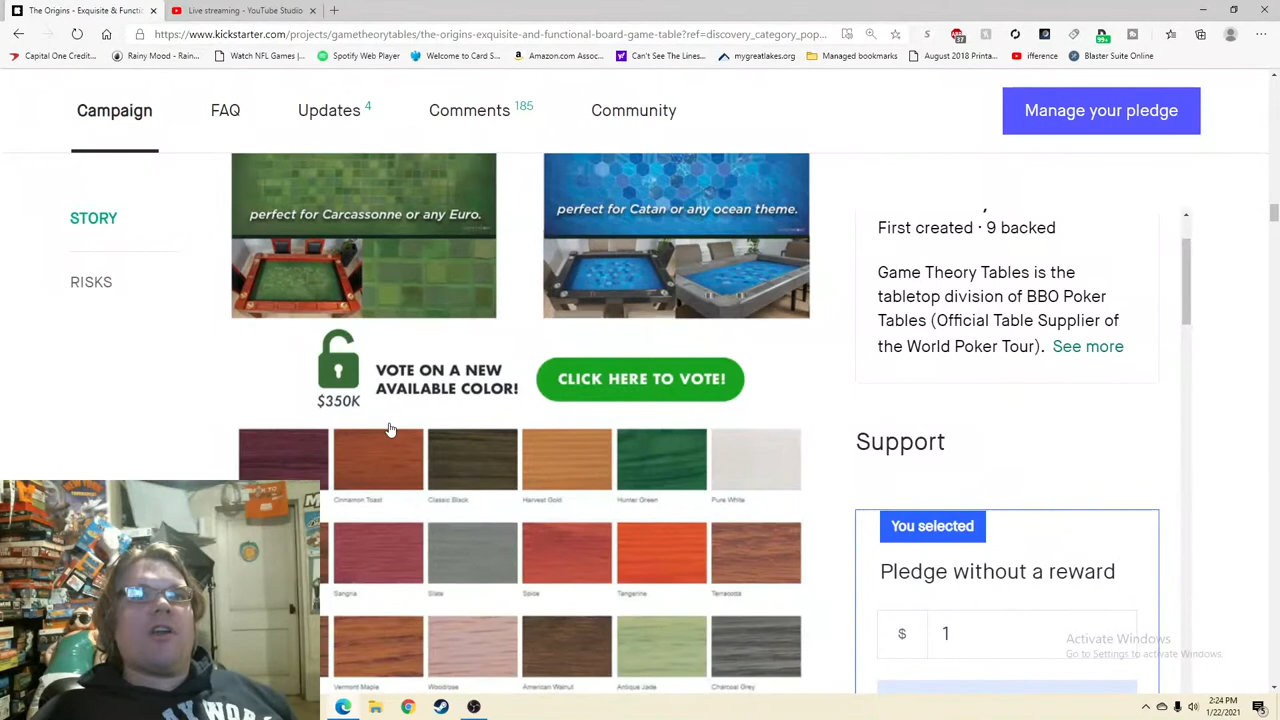 The Origins - Exquisite & Functi
Live streaming - YouTube Studio
https://www.kickstarter.com/projects/gametheorytables/the-origins-exquisite-and-functional-board-game-table?ref=discovery_category_pop...
Capital One Credit...
Rainy Mood - Rain...
Watch NFL Games |...
Spotify Web Playe...
Welcome to Card S...
Amazon.com Assoc...
Can't See The Lines...
mygreatlakes.org
Managed bookmarks
August 2018 Printa...
ifference
Blaster Suite Online
Campaign
FAQ
Updates 4
Comments 185
Community
Manage your pledge
STORY
RISKS
perfect for Carcassonne or any Euro.
perfect for Catan or any ocean theme.
First created · 9 backed
Game Theory Tables is the
tabletop division of BBO Poker
Tables (Official Table Supplier of
the World Poker Tour). See more
$350K
VOTE ON A NEW
AVAILABLE COLOR!
CLICK HERE TO VOTE!
Cinnamon Toast
Classic Black
Harvest Gold
Hunter Green
Pure White
Sangria
Slate
Spice
Tangerine
Terracotta
Vermont Maple
Woodrose
American Walnut
Antique Jade
Charcoal Grey
Support
You selected
Pledge without a reward
$ 1
Activate Windows
Go to Settings to activate Windows.
2:24 PM
1/22/2021